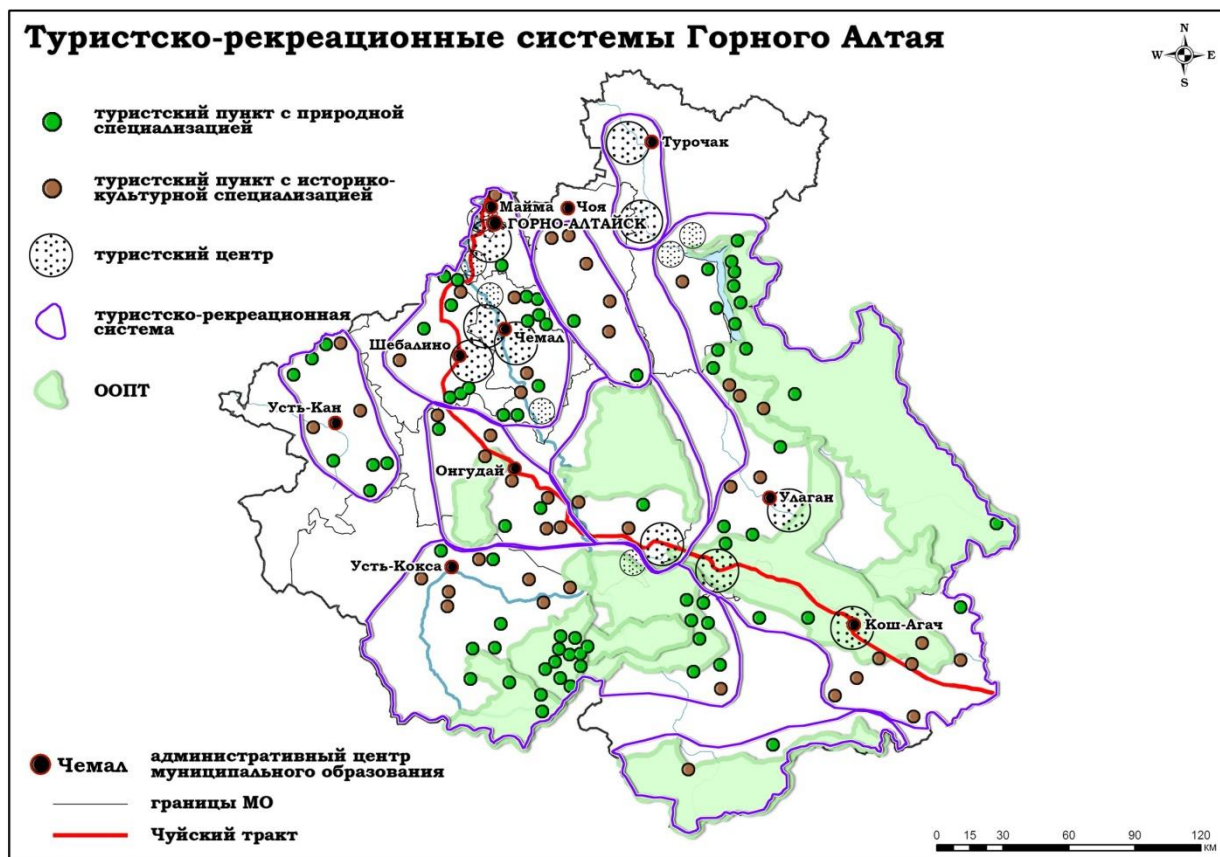 Туристско-рекреационные системы Горного Алтая
N
W E
S
туристский пункт с природной
специализацией
туристский пункт с историко-
культурной специализацией
туристский центр
туристско-рекреационная
система
ООПТ
Турочак
Майма
Чоя
ГОРНО-АЛТАЙСК
Чемал
Шебалино
Усть-Кан
Онгудай
Улаган
Усть-Кокса
Кош-Агач
Чемал
административный центр
муниципального образования
границы МО
Чуйский тракт
0 15 30 60 90 120
КМ